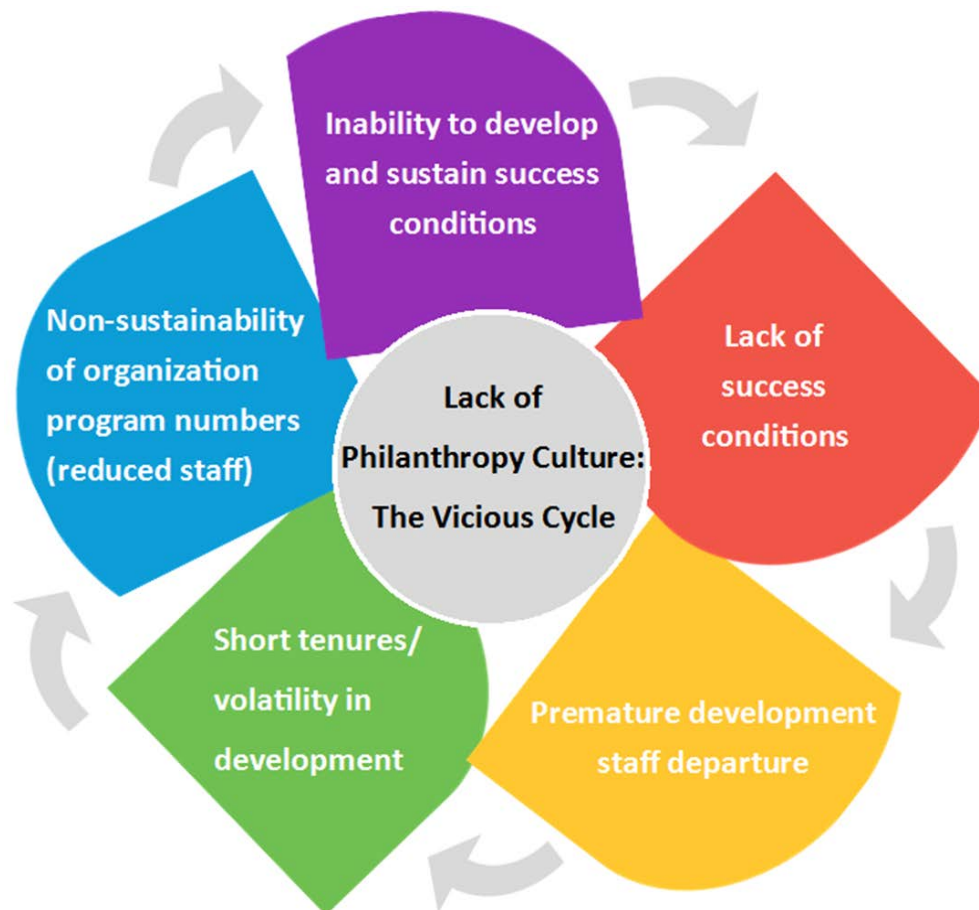 Inability to develop
and sustain success
conditions
Lack of
success
conditions
Premature development
staff departure
Short tenures/
volatility in
development
Non-sustainability
of organization
program numbers
(reduced staff)
Lack of
Philanthropy Culture:
The Vicious Cycle